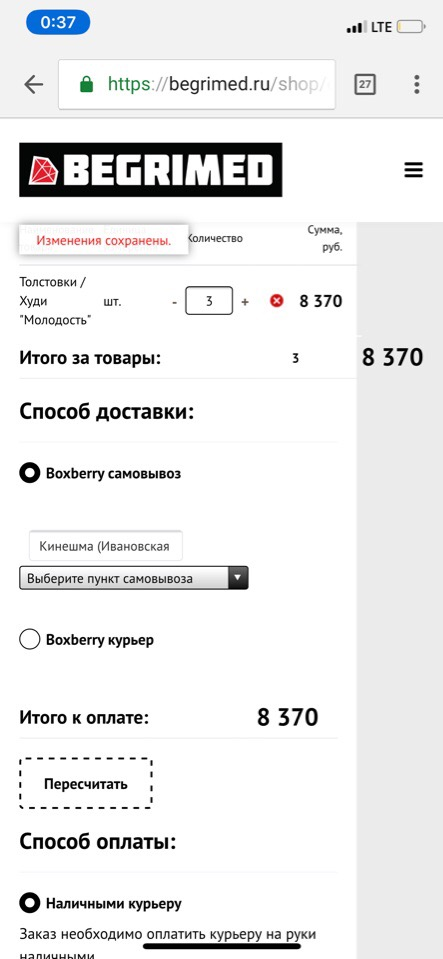 0:37
LTE
https://begrimed.ru/shop/
27
BEGRIMED
Изменения сохранены.
Количество
Сумма,
руб.
Толстовки /
Худи
"Молодость"
шт.
- 3 +
8 370
Итого за товары:
3
8 370
Способ доставки:
Boxberry самовывоз
Кинешма (Ивановская
Выберите пункт самовывоза
Boxberry курьер
Итого к оплате:
8 370
Пересчитать
Способ оплаты:
Наличными курьеру
Заказ необходимо оплатить курьеру на руки
наличными